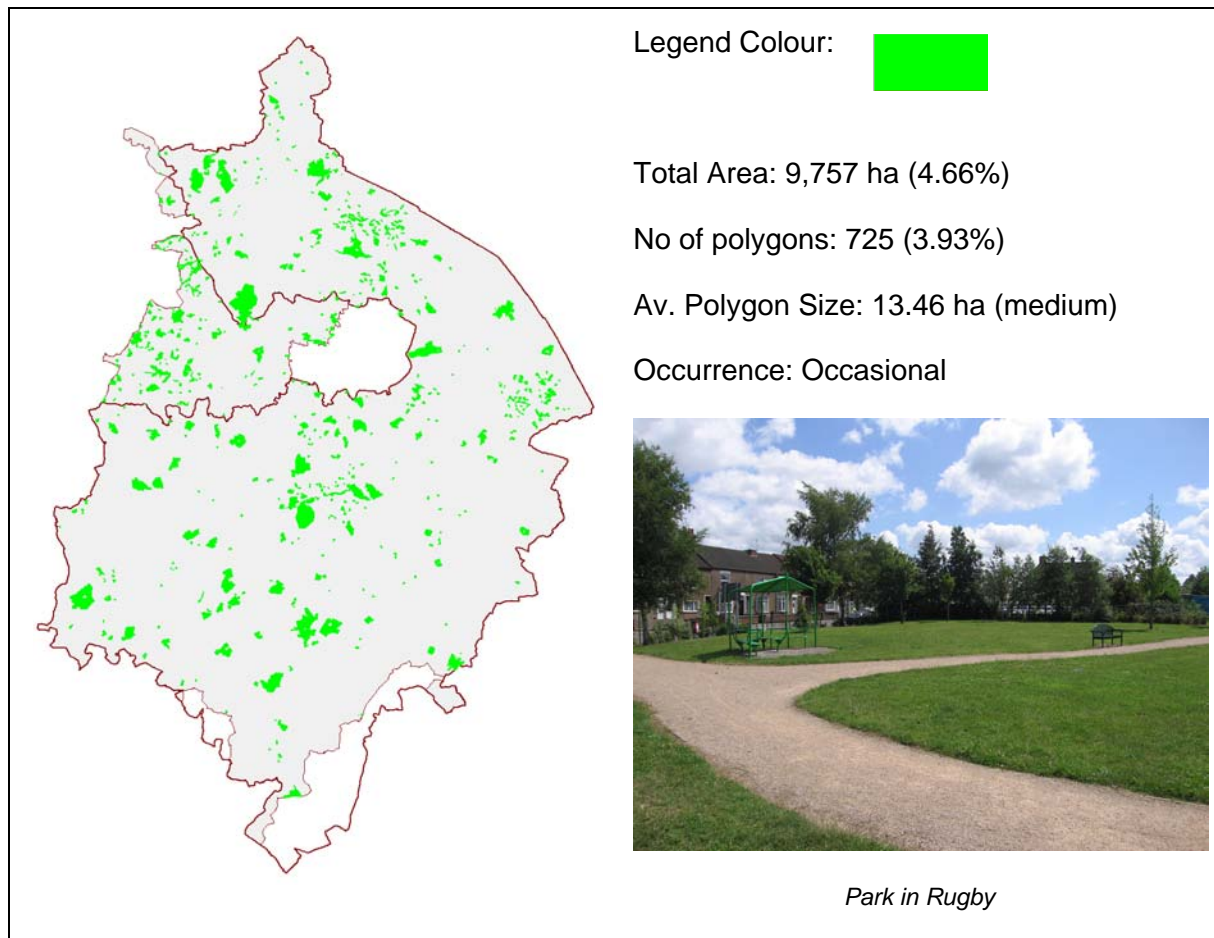 Legend Colour:
Total Area: 9,757 ha (4.66%)
No of polygons: 725 (3.93%)
Av. Polygon Size: 13.46 ha (medium)
Occurrence: Occasional
Park in Rugby